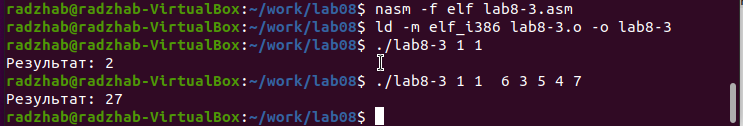 radzhab@radzhab-VirtualBox:~/work/lab08$ nasm -f elf lab8-3.asm
radzhab@radzhab-VirtualBox:~/work/lab08$ ld -m elf_i386 lab8-3.o -o lab8-3
radzhab@radzhab-VirtualBox:~/work/lab08$ ./lab8-3 1 1
Результат: 2
radzhab@radzhab-VirtualBox:~/work/lab08$ ./lab8-3 1 1  6 3 5 4 7
Результат: 27
radzhab@radzhab-VirtualBox:~/work/lab08$